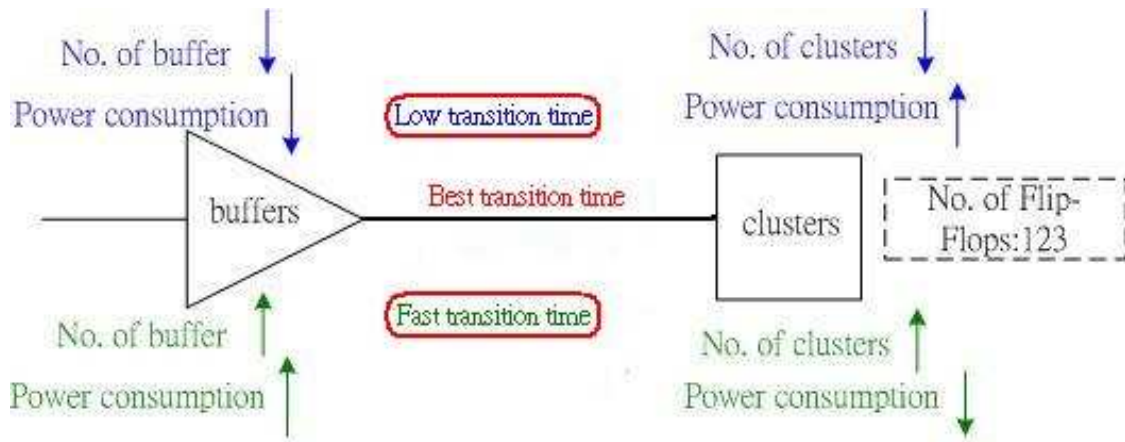 No. of buffer
Power consumption
Low transition time
No. of clusters
Power consumption
buffers
Best transition time
clusters
No. of Flip-
Flops:123
No. of buffer
Power consumption
Fast transition time
No. of clusters
Power consumption